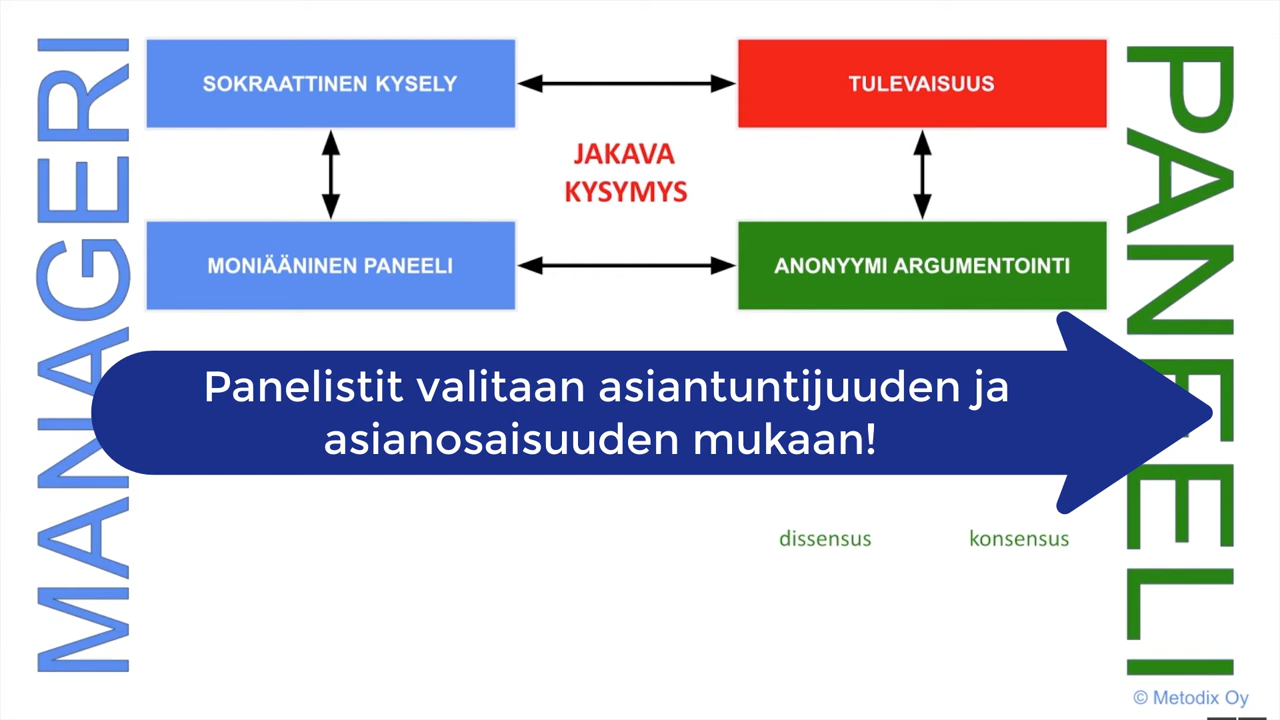 MANAGERI
SOKRAATTINEN KYSELY
TULEVAISUUS
JAKAVA
KYSYMYS
MONIÄÄNINEN PANEELI
ANONYYMI ARGUMENTOINTI
Panelistit valitaan asiantuntijuuden ja
asianosaisuuden mukaan!
dissensus
konsensus
PANEELI
© Metodix Oy